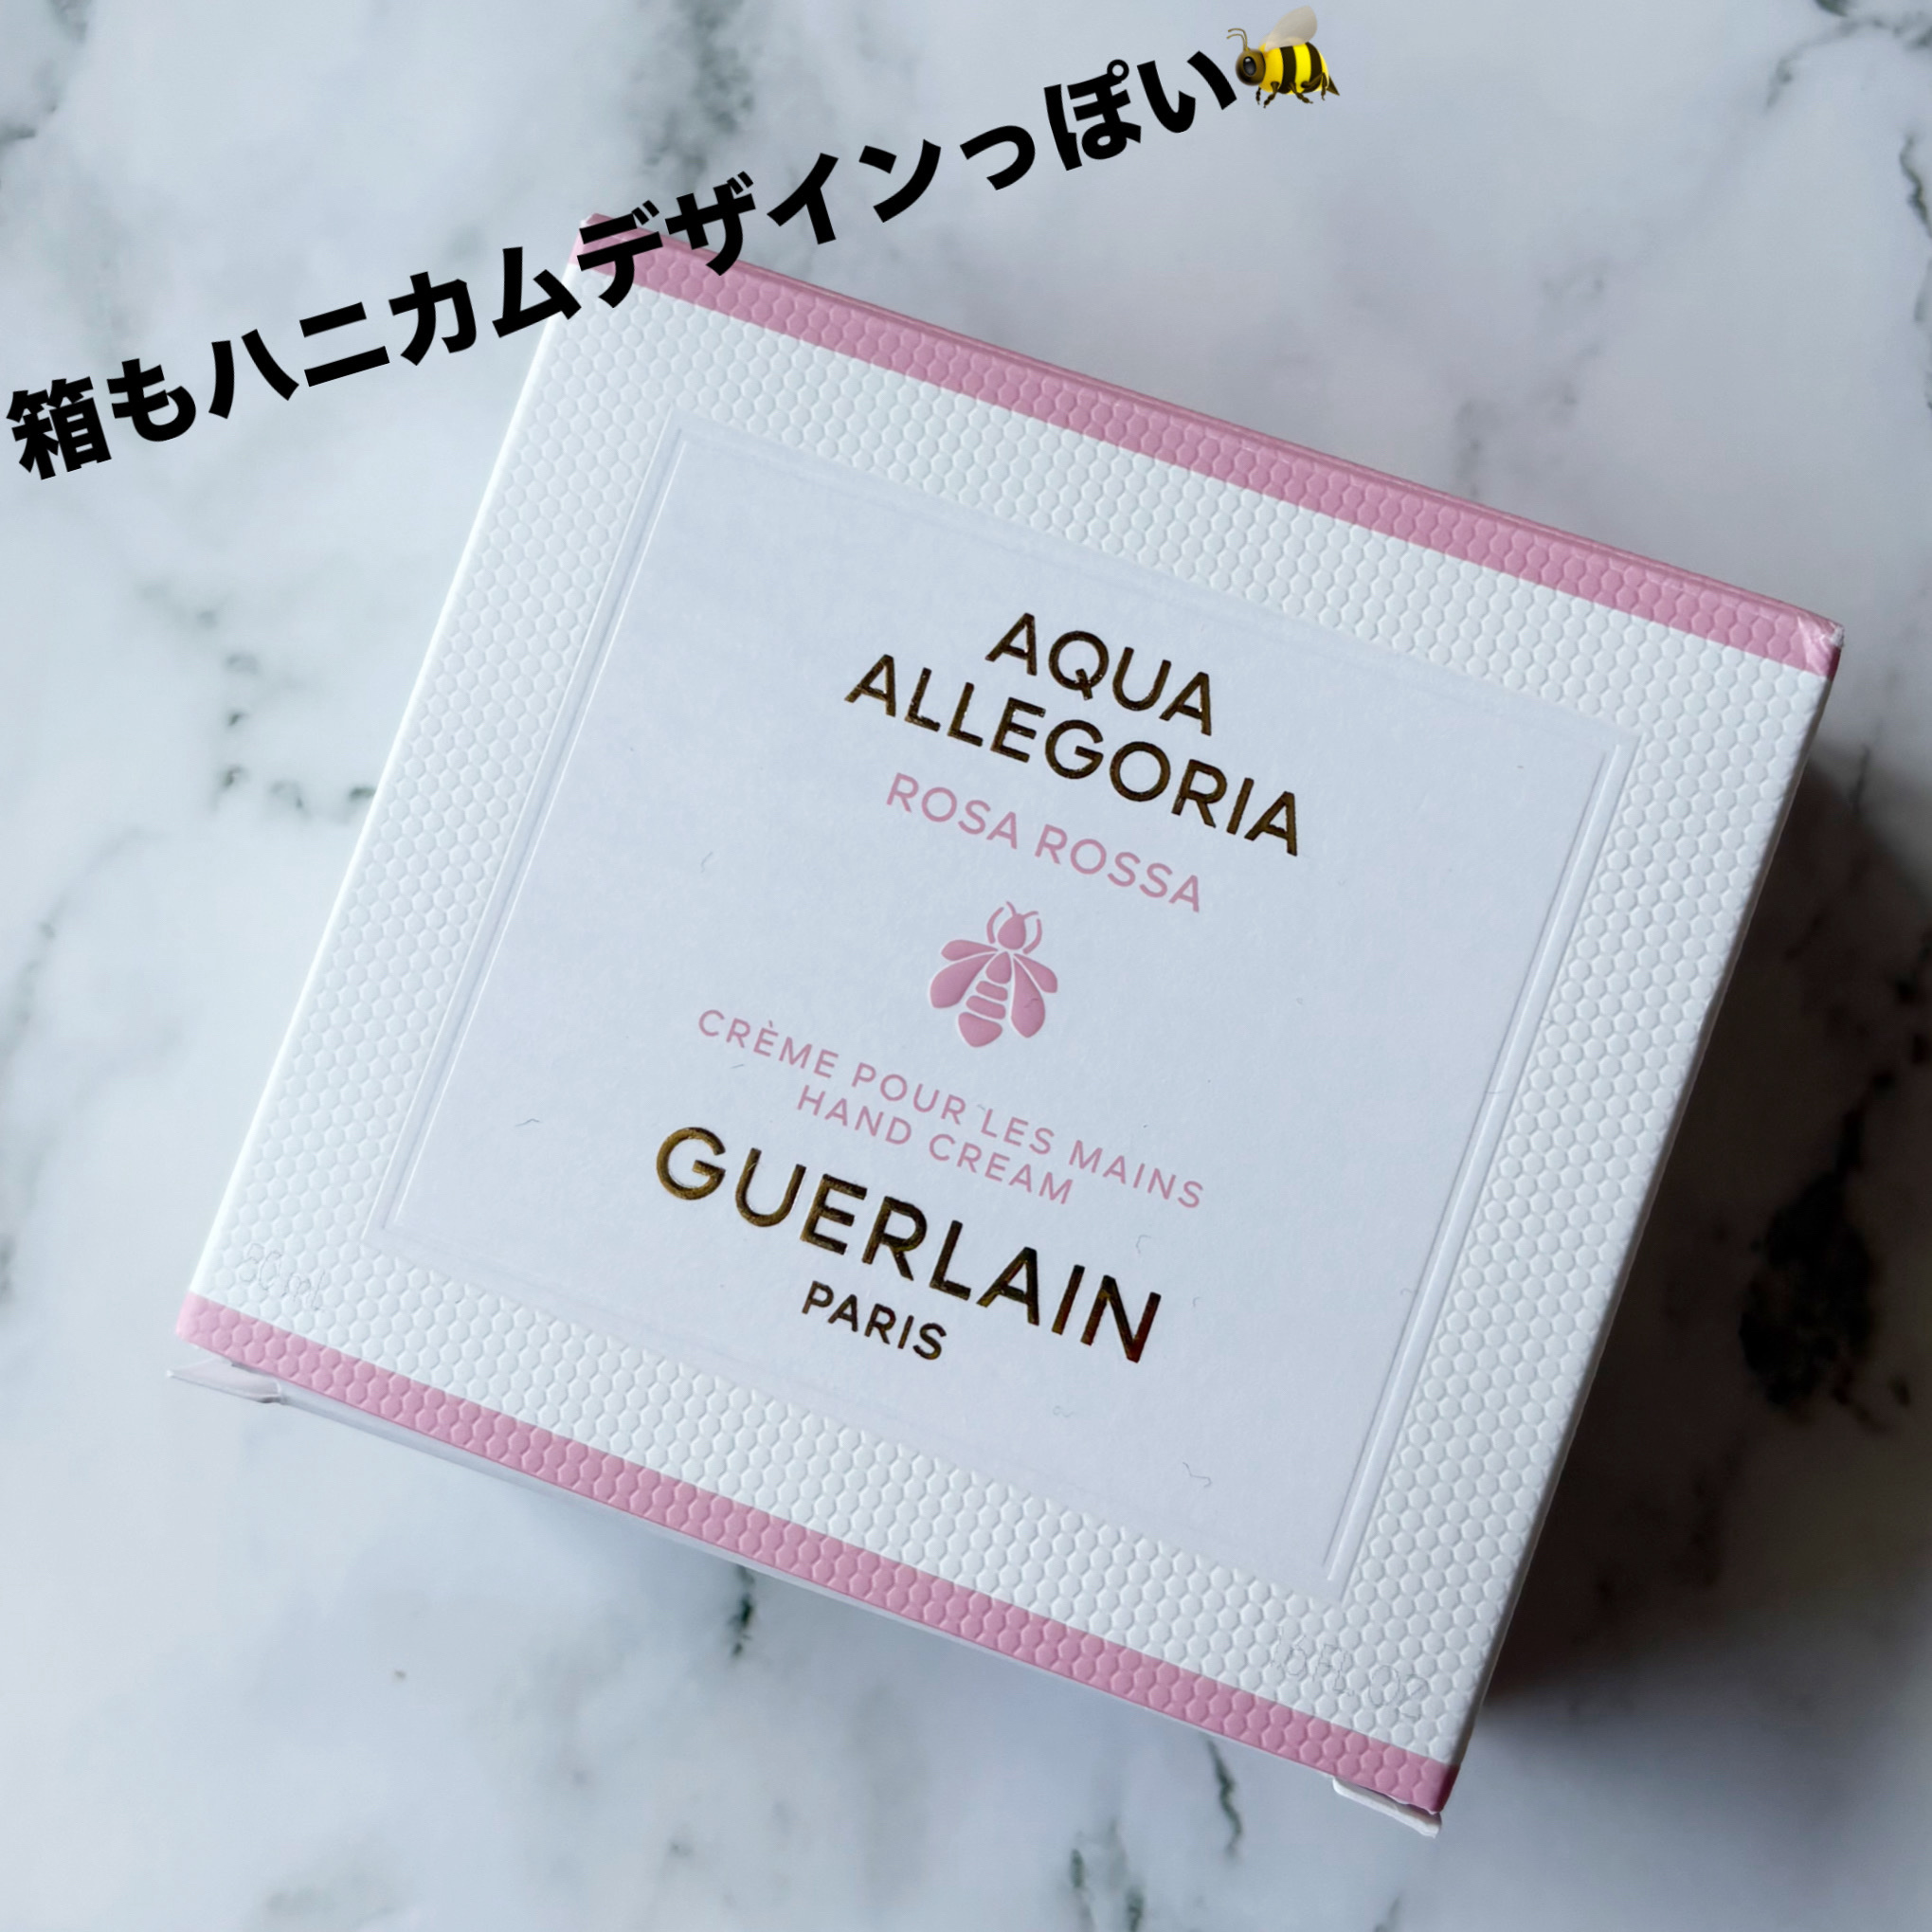 箱もハニカムデザインっぽい🐝
AQUA
ALLEGORIA
ROSA ROSSA
CRÈME POUR LES MAINS
HAND CREAM
GUERLAIN
PARIS